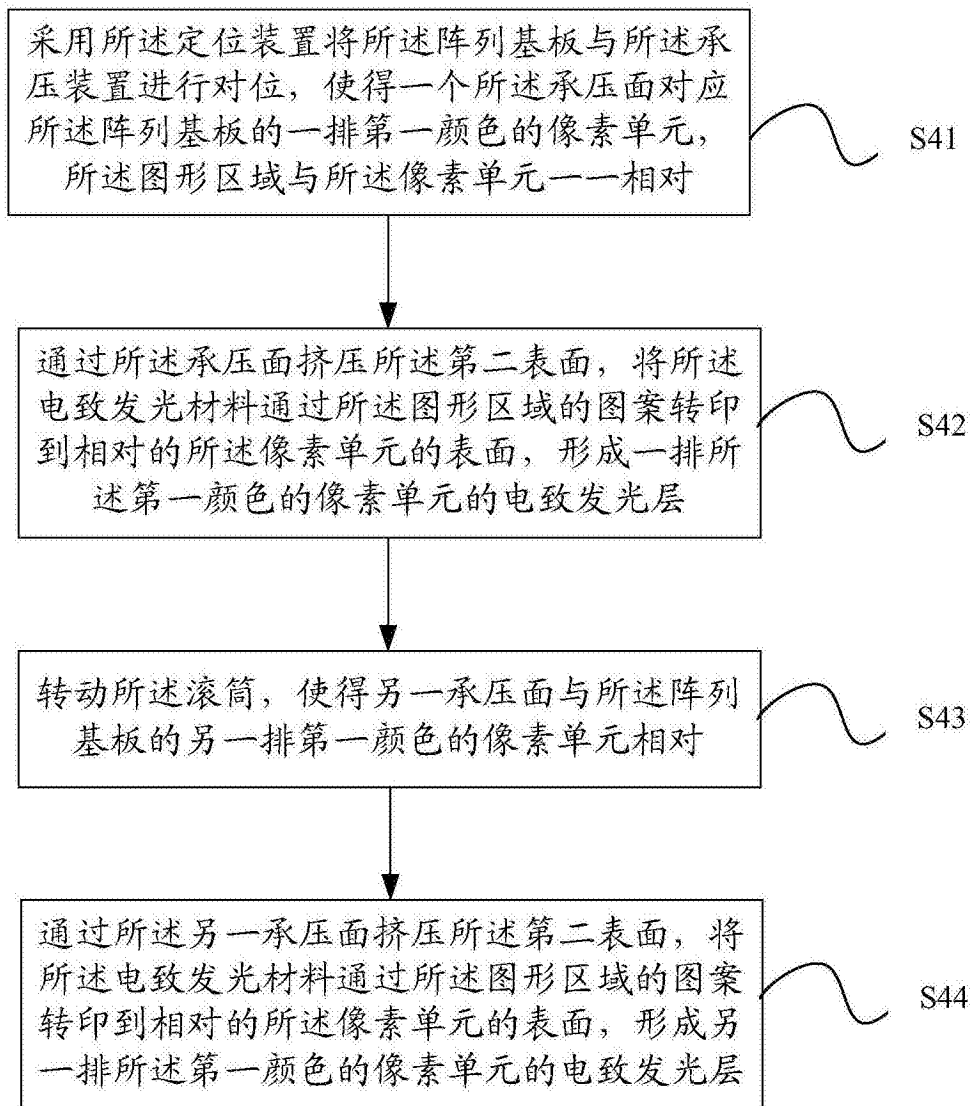 采用所述定位装置将所述阵列基板与所述承
压装置进行对位，使得一个所述承压面对应
所述阵列基板的一排第一颜色的像素单元，
所述图形区域与所述像素单元一一相对
S41
通过所述承压面挤压所述第二表面，将所述
电致发光材料通过所述图形区域的图案转印
到相对的所述像素单元的表面，形成一排所
述第一颜色的像素单元的电致发光层
S42
转动所述滚筒，使得另一承压面与所述阵列
基板的另一排第一颜色的像素单元相对
S43
通过所述另一承压面挤压所述第二表面，将
所述电致发光材料通过所述图形区域的图案
转印到相对的所述像素单元的表面，形成另
一排所述第一颜色的像素单元的电致发光层
S44